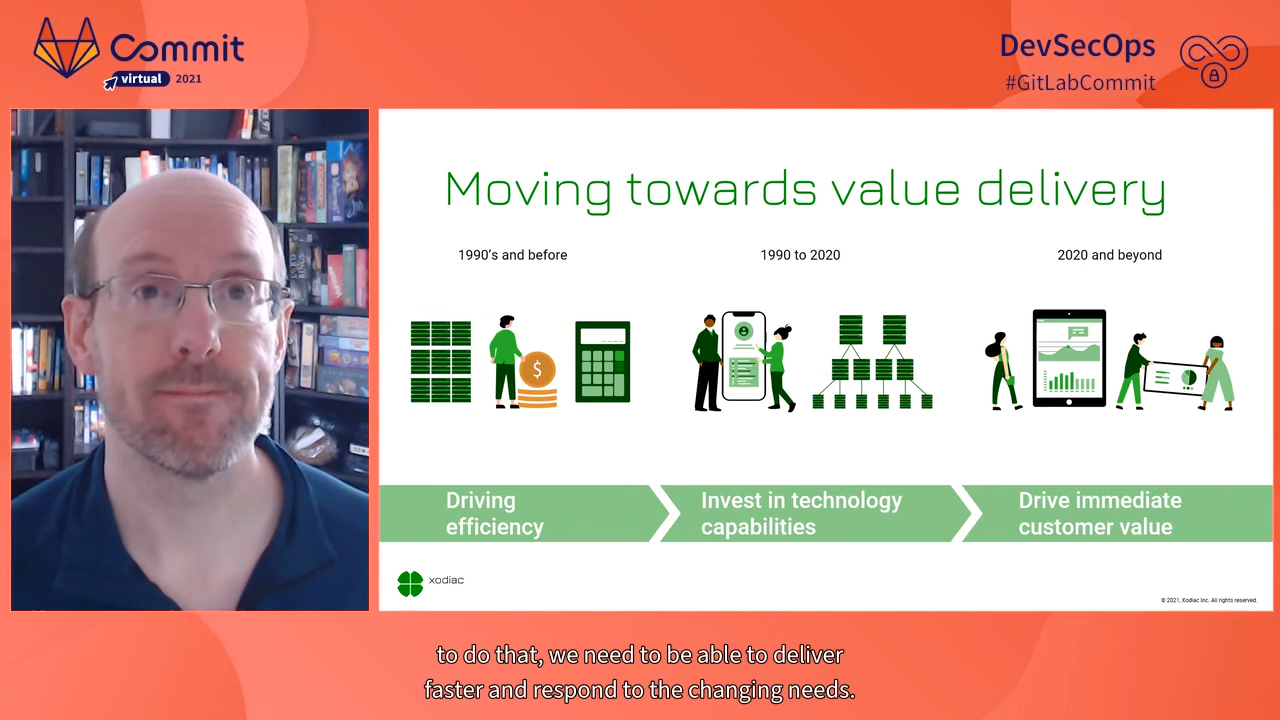 Commit
virtual 2021
DevSecOps
#GitLabCommit
Moving towards value delivery
1990's and before
1990 to 2020
2020 and beyond
$
Driving
efficiency
Invest in technology
capabilities
Drive immediate
customer value
xodiac
© 2021, Xodiac Inc. All rights reserved.
to do that, we need to be able to deliver
faster and respond to the changing needs.